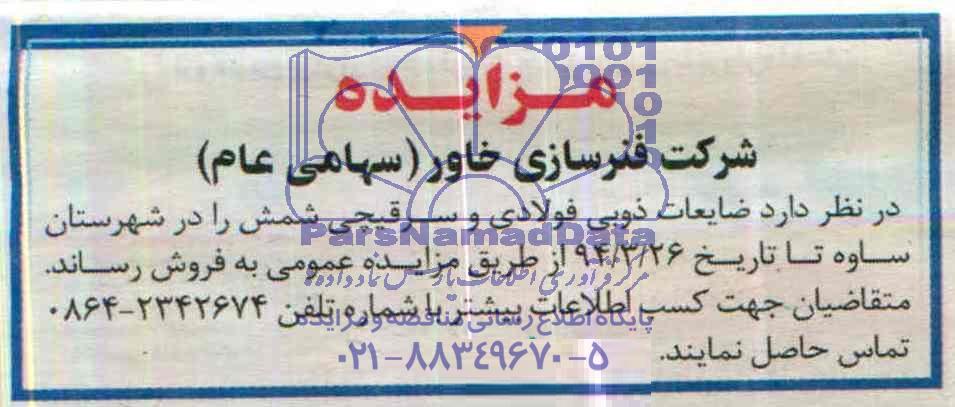 مزایده
شرکت فنرسازی خاور (سهامی عام)
در نظر دارد ضایعات ذوبی فولادی و سرقیچی شمش را در شهرستان
ساوه تا تاریخ ۹۴/۲/۲۶ از طریق مزایده عمومی به فروش رساند.
متقاضیان جهت کسب اطلاعات بیشتر با شماره تلفن ۲۳۴۲۶۷۴-۰۸۶۴
تماس حاصل نمایند.
ParsNamadData
مرکز فرآوری اطلاعات پارس نماد داده ها
پایگاه اطلاع رسانی مناقصه و مزایده
۰۲۱-۸۸۳۴۹۶۷۰-۵